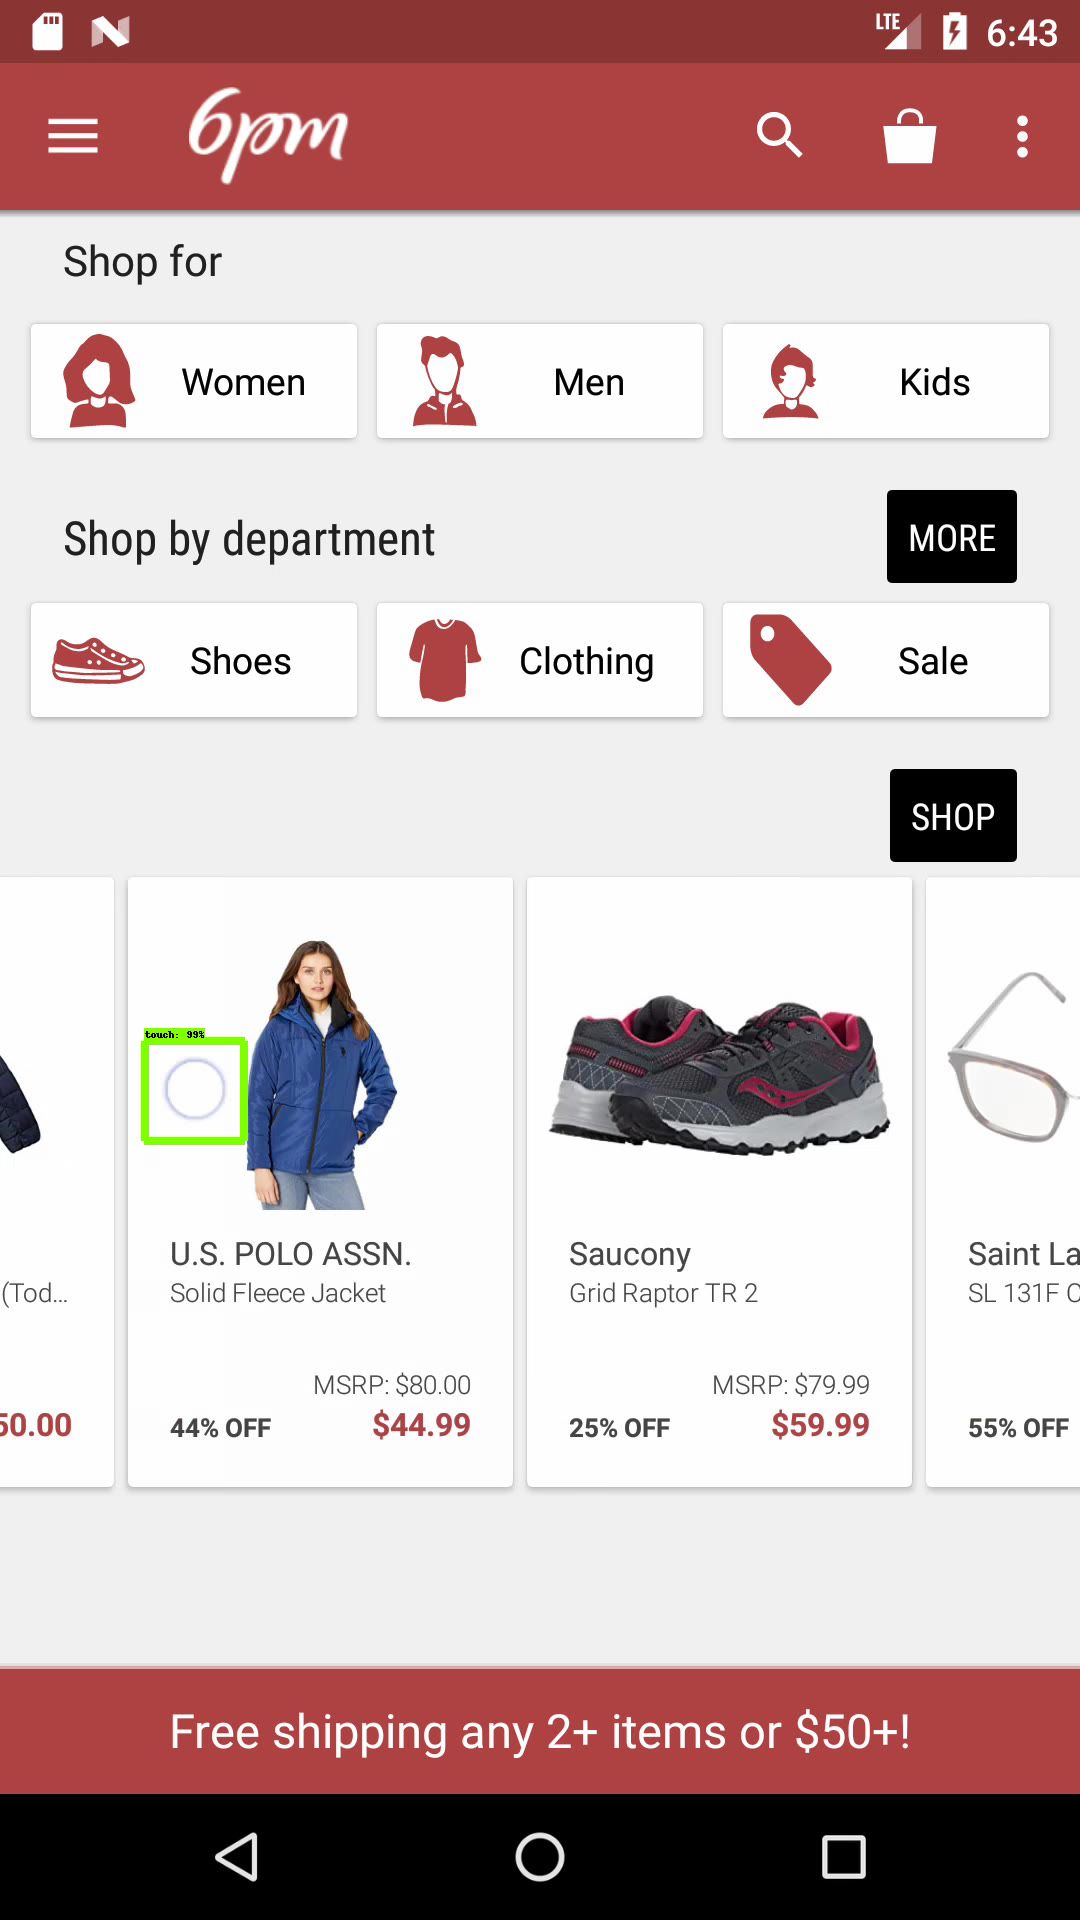 LTE 6:43
6pm
Shop for
Women Men Kids
Shop by department MORE
Shoes Clothing Sale
SHOP
touch: 99%
U.S. POLO ASSN. Saucony Saint La
(Tod... Solid Fleece Jacket Grid Raptor TR 2 SL 131F
MSRP: $80.00 MSRP: $79.99
50.00 44% OFF $44.99 25% OFF $59.99 55% OFF
Free shipping any 2+ items or $50+!